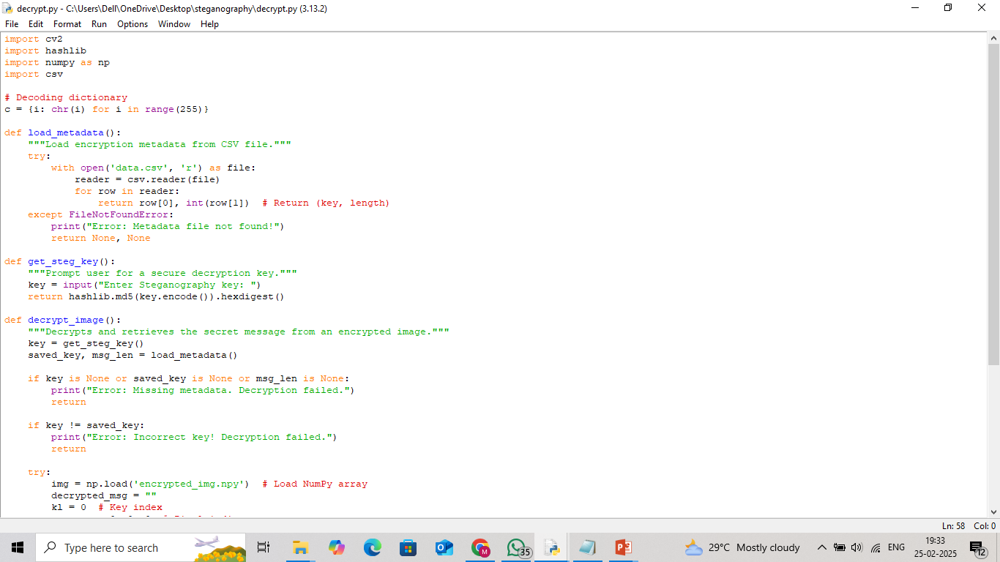 decrypt.py - C:\Users\Dell\OneDrive\Desktop\steganography\decrypt.py (3.13.2)
File Edit Format Run Options Window Help
import cv2
import hashlib
import numpy as np
import csv

# Decoding dictionary
c = {i: chr(i) for i in range(255)}

def load_metadata():
    """Load encryption metadata from CSV file."""
    try:
        with open('data.csv', 'r') as file:
            reader = csv.reader(file)
            for row in reader:
                return row[0], int(row[1])  # Return (key, length)
    except FileNotFoundError:
        print("Error: Metadata file not found!")
        return None, None

def get_steg_key():
    """Prompt user for a secure decryption key."""
    key = input("Enter Steganography key: ")
    return hashlib.md5(key.encode()).hexdigest()

def decrypt_image():
    """Decrypts and retrieves the secret message from an encrypted image."""
    key = get_steg_key()
    saved_key, msg_len = load_metadata()

    if key is None or saved_key is None or msg_len is None:
        print("Error: Missing metadata. Decryption failed.")
        return

    if key != saved_key:
        print("Error: Incorrect key! Decryption failed.")
        return

    try:
        img = np.load('encrypted_img.npy')  # Load NumPy array
        decrypted_msg = ""
        kl = 0  # Key index
Ln: 58 Col: 0
Type here to search
35
M
29°C Mostly cloudy
ENG
19:33
25-02-2025
12